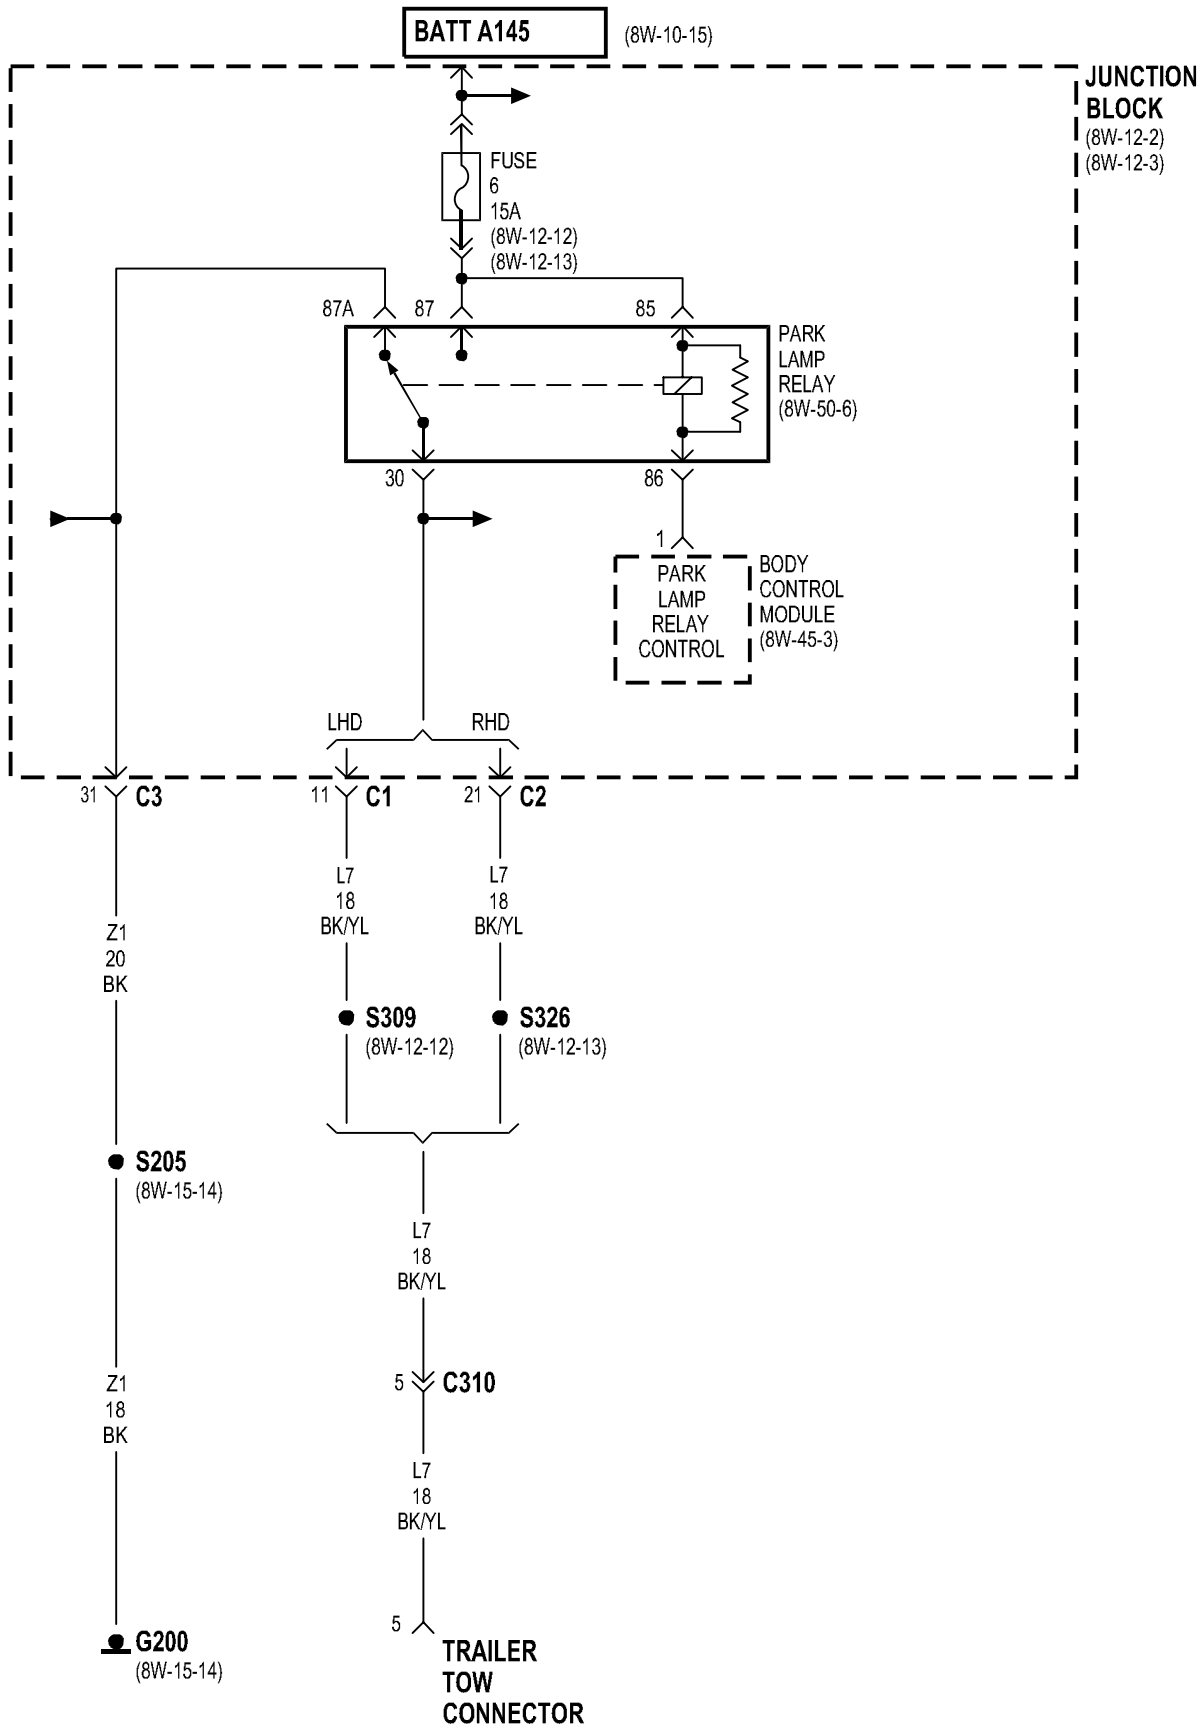 BATT A145
(8W-10-15)
JUNCTION
BLOCK
(8W-12-2)
(8W-12-3)
FUSE
6
15A
(8W-12-12)
(8W-12-13)
87A
87
85
PARK
LAMP
RELAY
(8W-50-6)
30
86
1
PARK
LAMP
RELAY
CONTROL
BODY
CONTROL
MODULE
(8W-45-3)
LHD
RHD
31
C3
11
C1
21
C2
L7
18
BK/YL
L7
18
BK/YL
Z1
20
BK
S309
(8W-12-12)
S326
(8W-12-13)
S205
(8W-15-14)
L7
18
BK/YL
5
C310
Z1
18
BK
L7
18
BK/YL
5
G200
(8W-15-14)
TRAILER
TOW
CONNECTOR